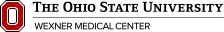 THE OHIO STATE UNIVERSITY
WEXNER MEDICAL CENTER